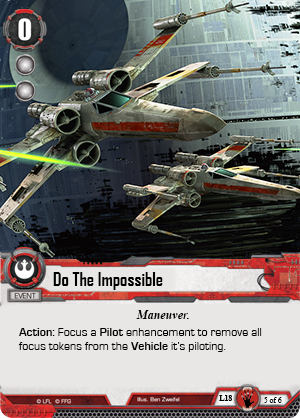 0
Do The Impossible
EVENT
Maneuver.
Action: Focus a Pilot enhancement to remove all
focus tokens from the Vehicle it's piloting.
© LFL © FFG
Illus. Ben Zweifel
L18
5 of 6